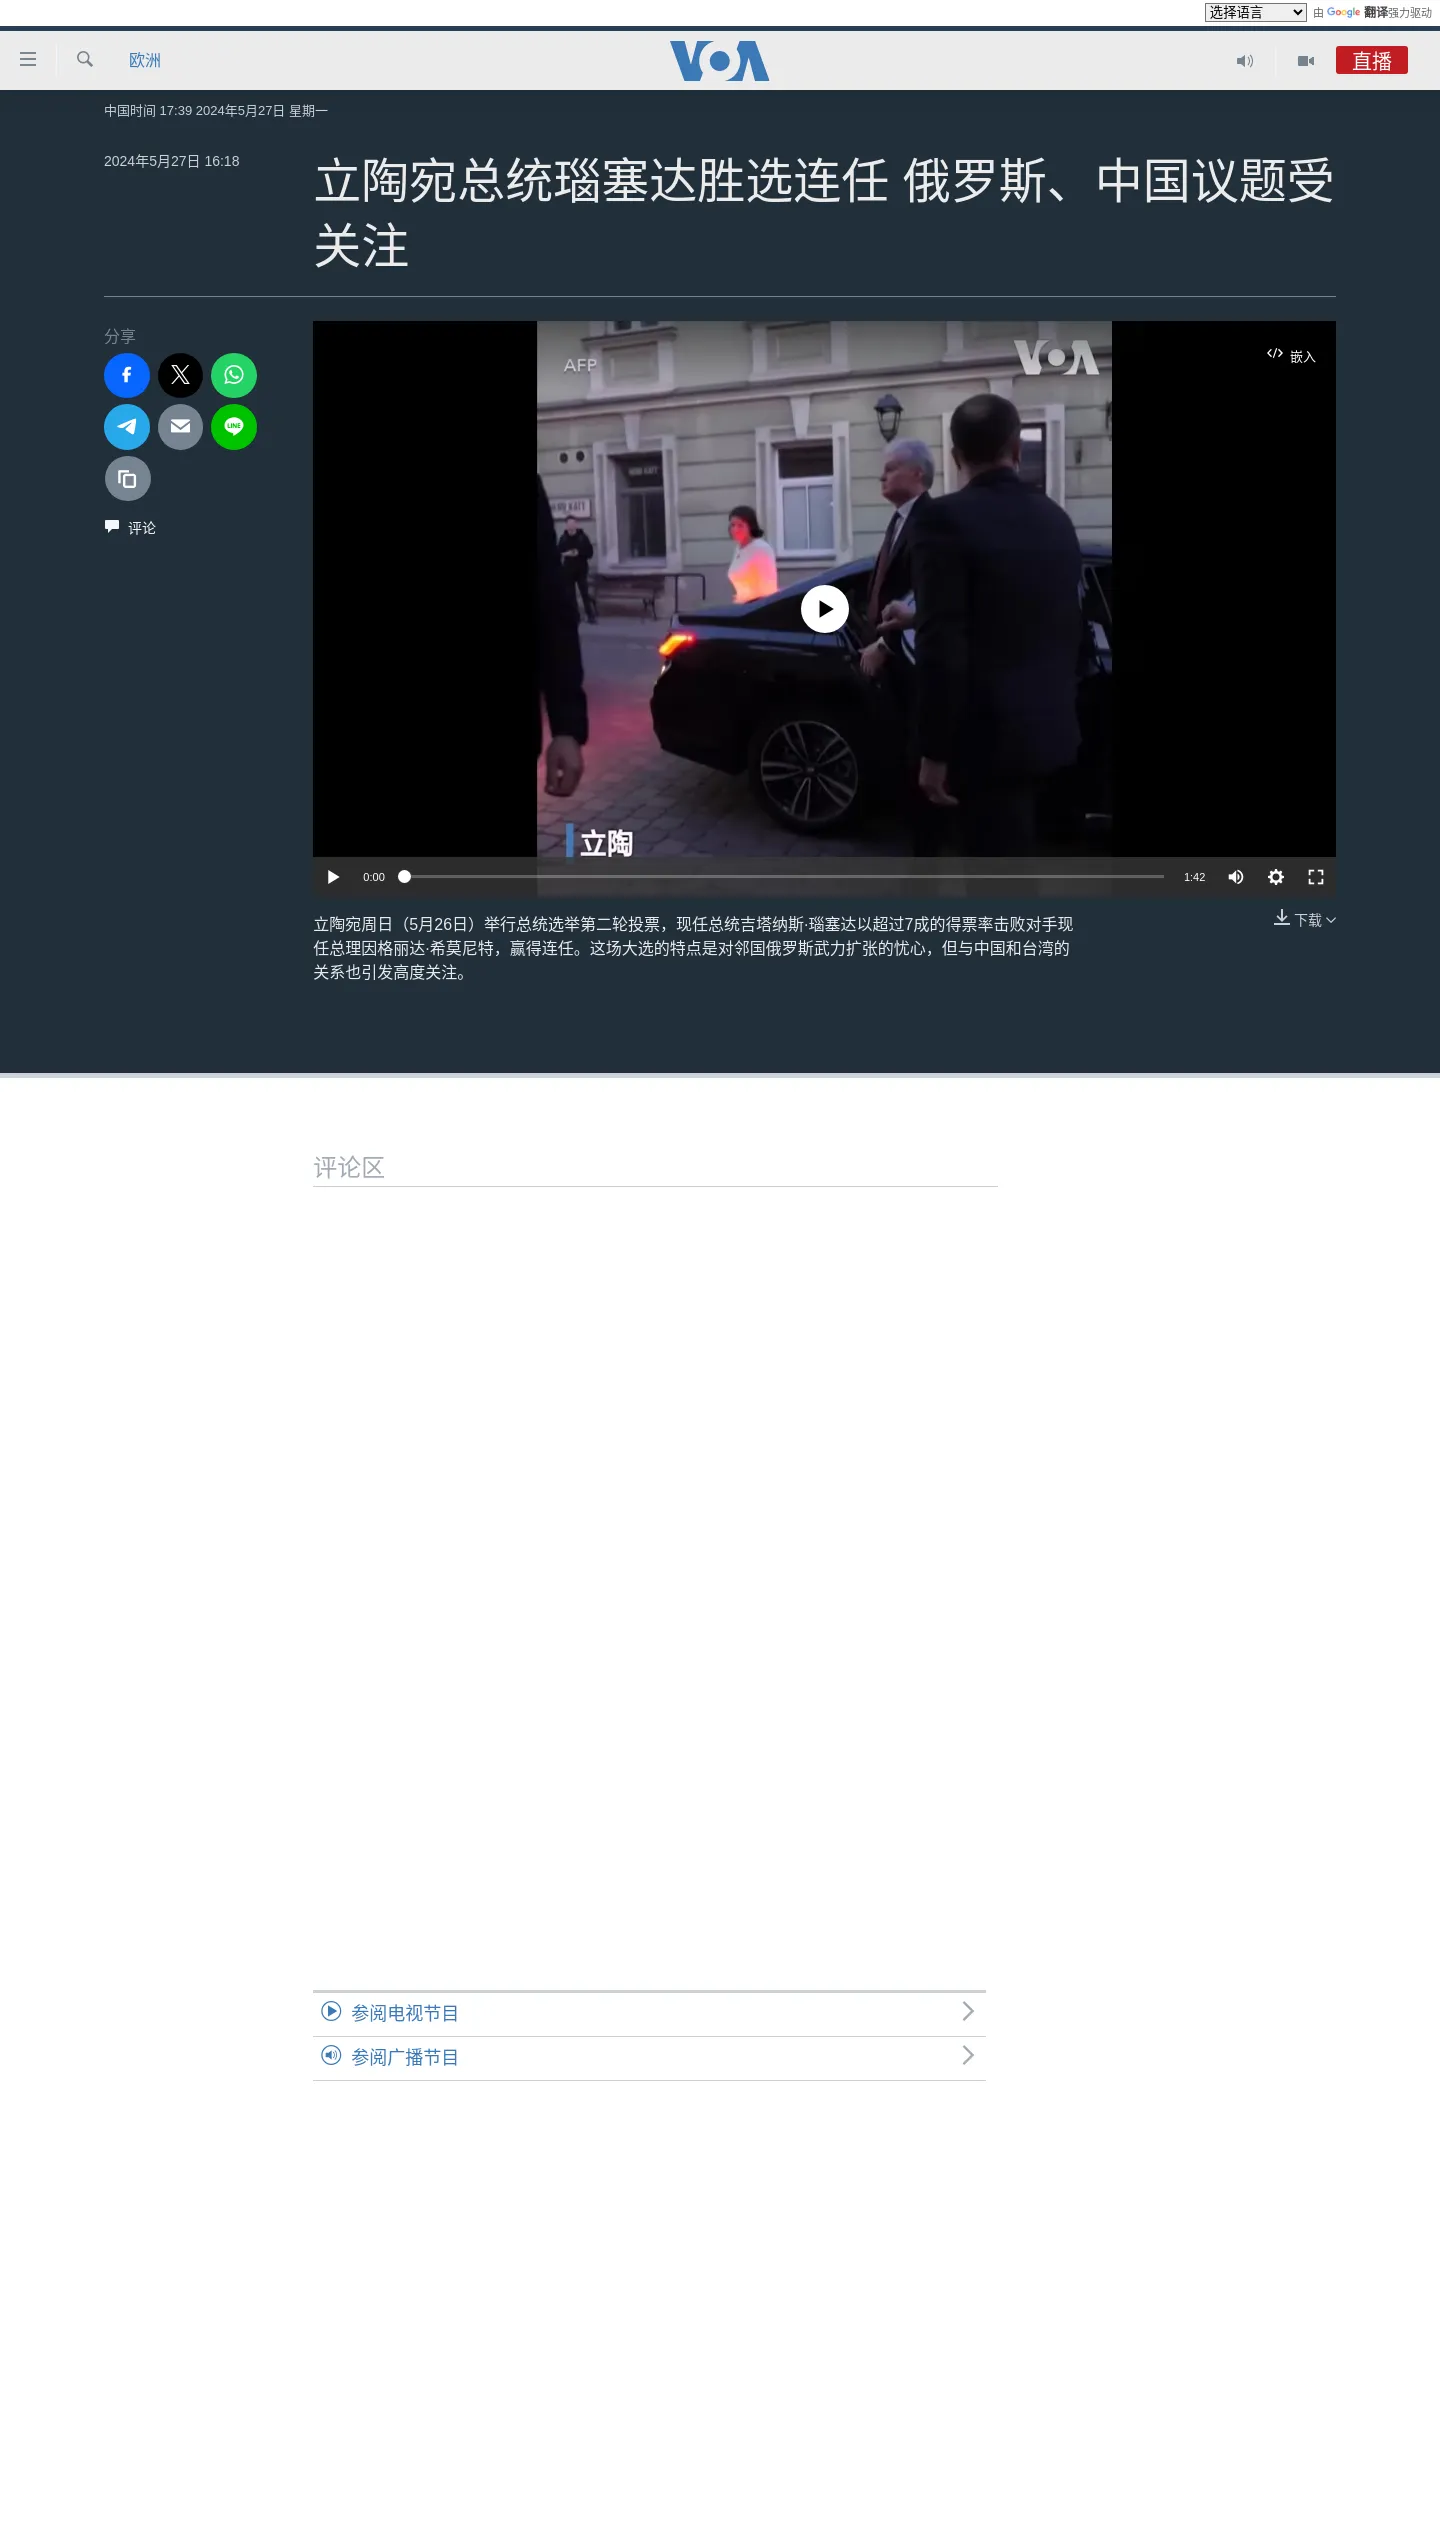 选择语言 由 Google 翻译强力驱动
欧洲 VOA 直播
中国时间 17:39 2024年5月27日 星期一
2024年5月27日 16:18
立陶宛总统瑙塞达胜选连任 俄罗斯、中国议题受
关注
分享
AFP VOA 嵌入
LINE
评论
立陶
0:00 1:42
立陶宛周日（5月26日）举行总统选举第二轮投票，现任总统吉塔纳斯·瑙塞达以超过7成的得票率击败对手现
任总理因格丽达·希莫尼特，赢得连任。这场大选的特点是对邻国俄罗斯武力扩张的忧心，但与中国和台湾的
关系也引发高度关注。
下载
评论区
参阅电视节目
参阅广播节目